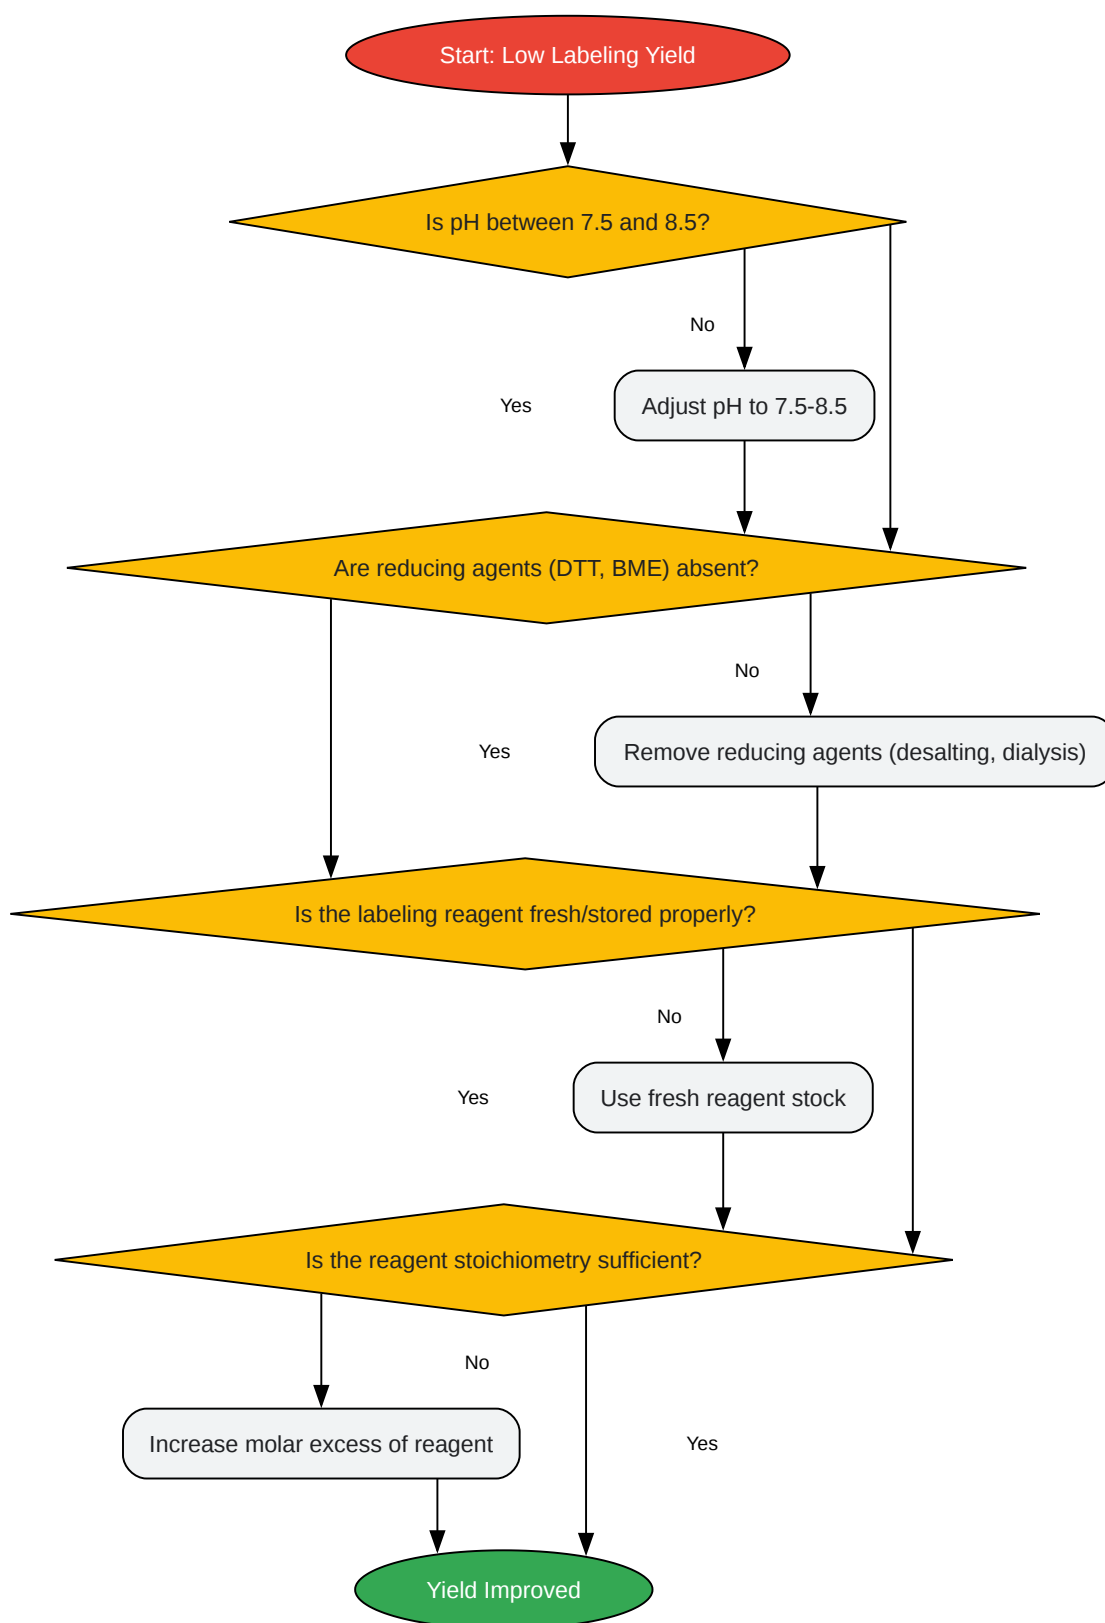 Start: Low Labeling Yield
Is pH between 7.5 and 8.5?
No
Yes
Adjust pH to 7.5-8.5
Are reducing agents (DTT, BME) absent?
No
Yes
Remove reducing agents (desalting, dialysis)
Is the labeling reagent fresh/stored properly?
No
Yes
Use fresh reagent stock
Is the reagent stoichiometry sufficient?
No
Increase molar excess of reagent
Yes
Yield Improved